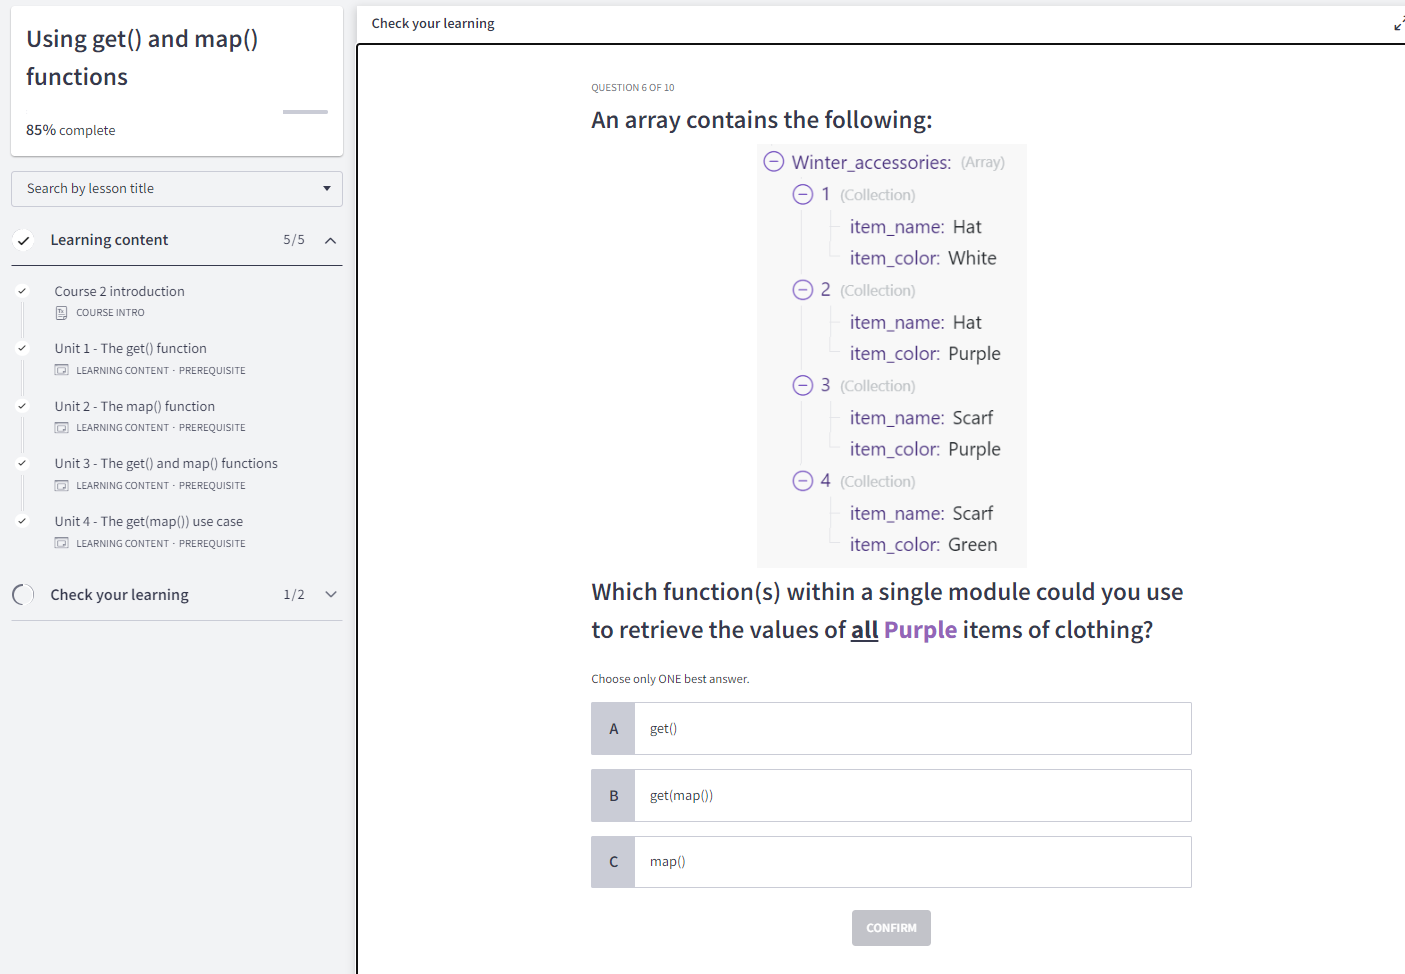 Using get() and map()
functions
85% complete
Search by lesson title
Learning content 5/5
Course 2 introduction
COURSE INTRO
Unit 1 - The get() function
LEARNING CONTENT · PREREQUISITE
Unit 2 - The map() function
LEARNING CONTENT · PREREQUISITE
Unit 3 - The get() and map() functions
LEARNING CONTENT · PREREQUISITE
Unit 4 - The get(map()) use case
LEARNING CONTENT · PREREQUISITE
Check your learning 1/2
Check your learning
QUESTION 6 OF 10
An array contains the following:
Winter_accessories: (Array)
1 (Collection)
item_name: Hat
item_color: White
2 (Collection)
item_name: Hat
item_color: Purple
3 (Collection)
item_name: Scarf
item_color: Purple
4 (Collection)
item_name: Scarf
item_color: Green
Which function(s) within a single module could you use
to retrieve the values of all Purple items of clothing?
Choose only ONE best answer.
A get()
B get(map())
C map()
CONFIRM